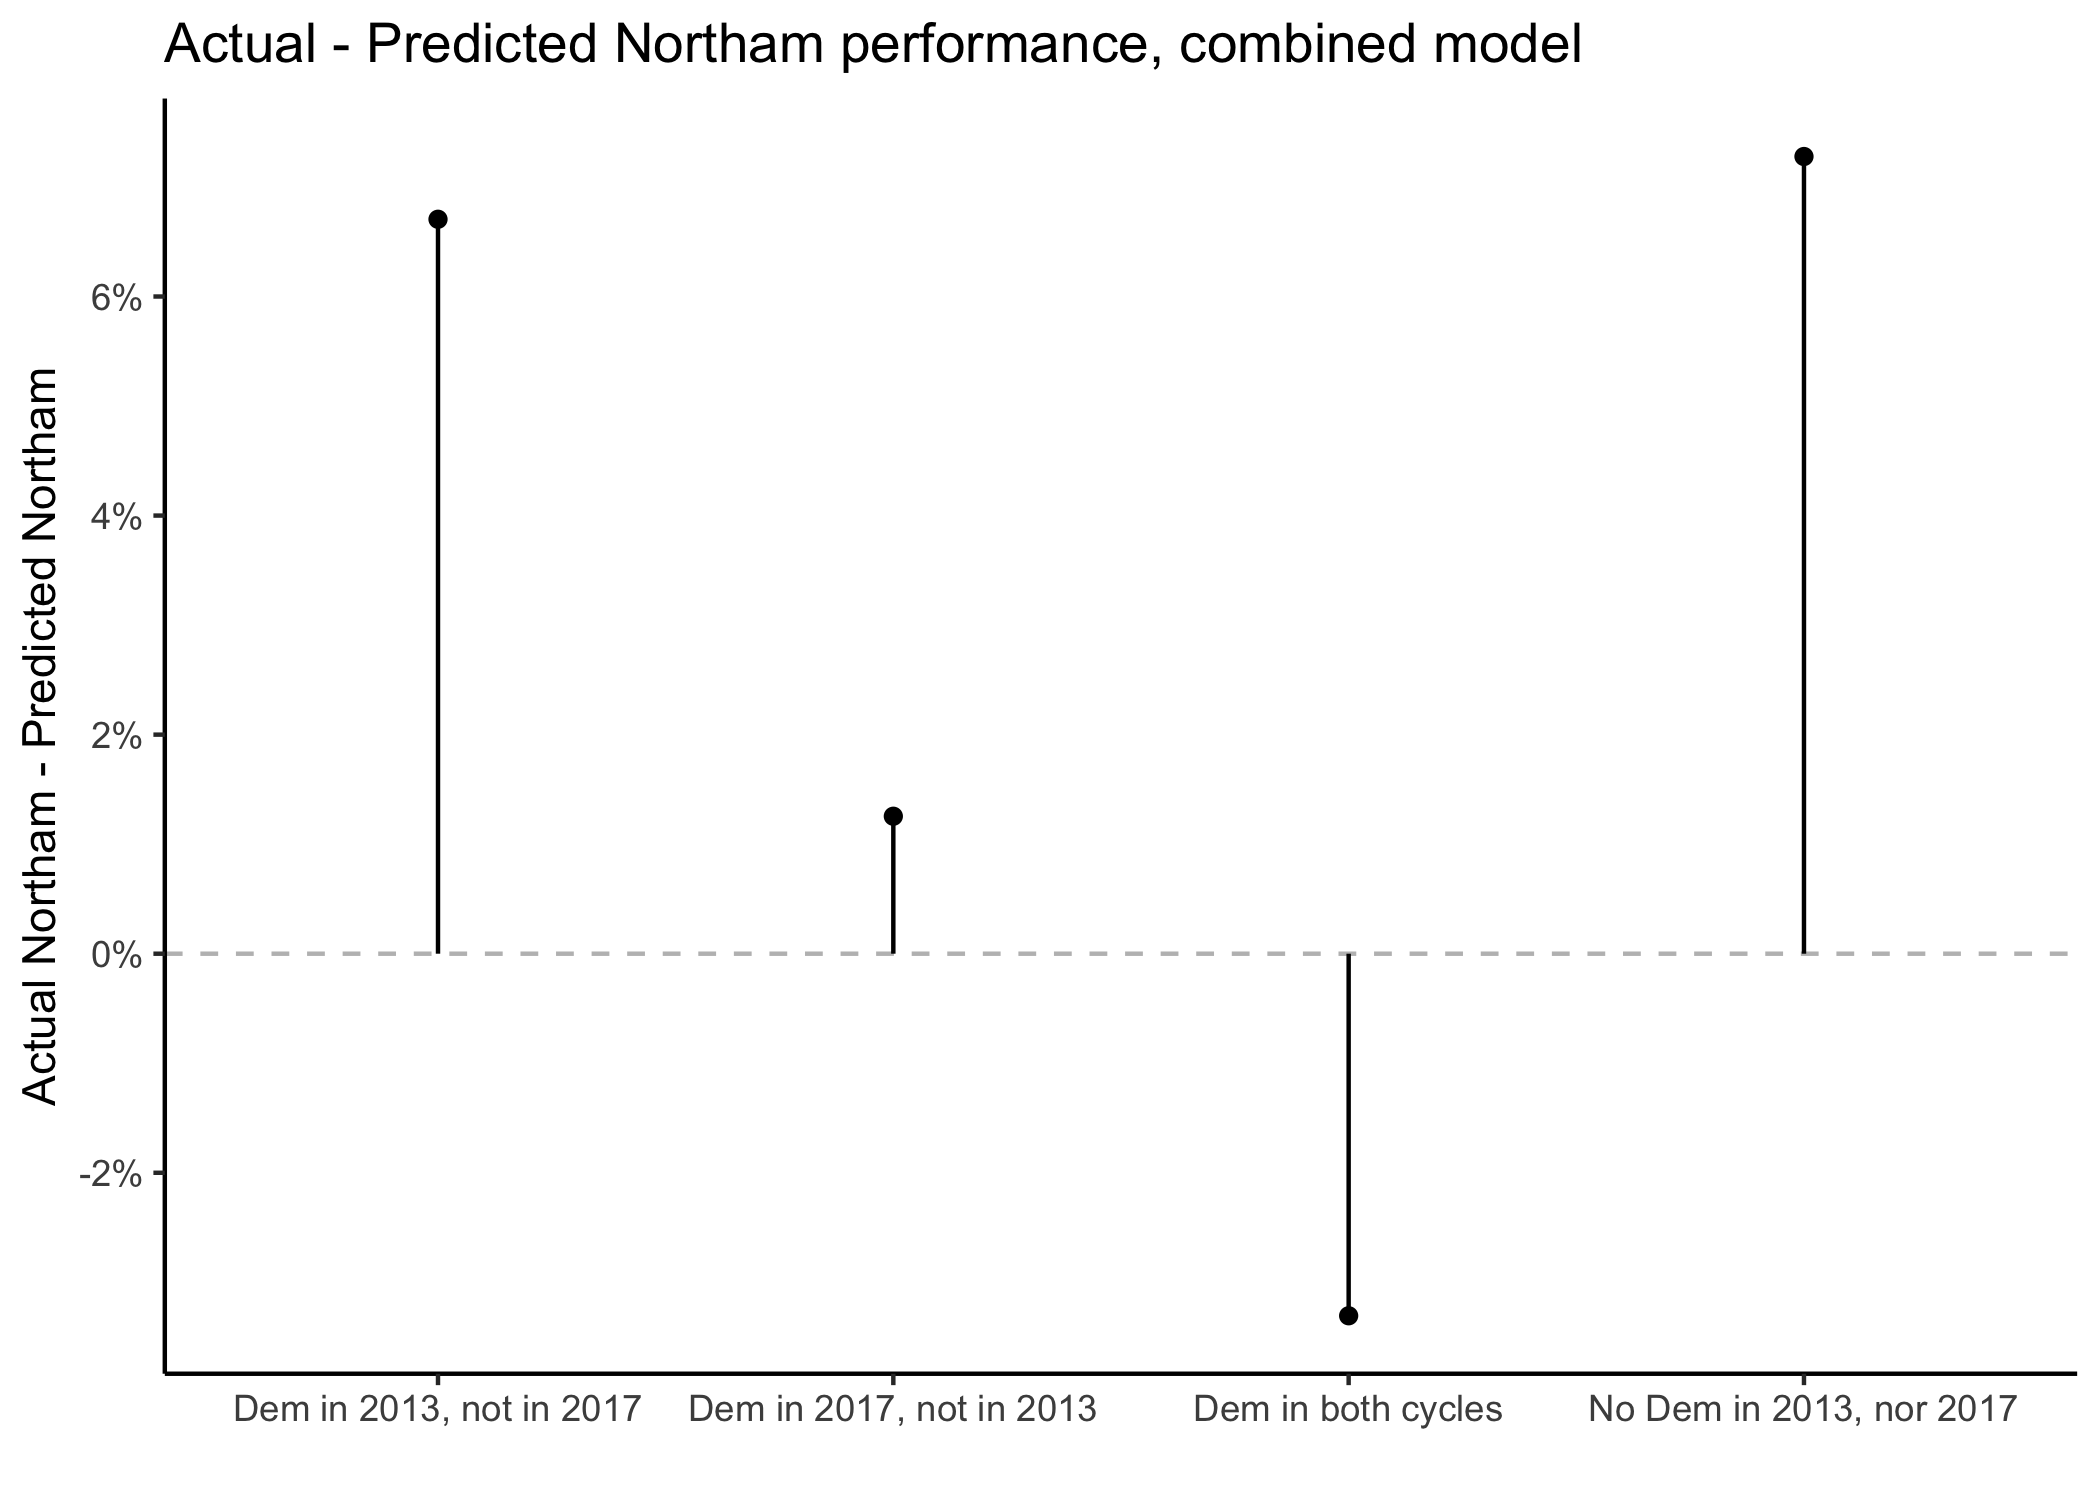 Actual - Predicted Northam performance, combined model
Actual Northam - Predicted Northam
6%
4%
2%
0%
-2%
Dem in 2013, not in 2017
Dem in 2017, not in 2013
Dem in both cycles
No Dem in 2013, nor 2017